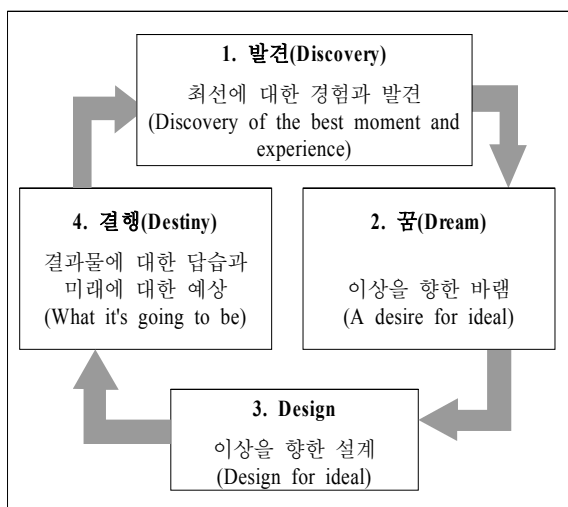 1. 발견(Discovery)
최선에 대한 경험과 발견
(Discovery of the best moment and
experience)
2. 꿈(Dream)
이상을 향한 바램
(A desire for ideal)
3. Design
이상을 향한 설계
(Design for ideal)
4. 결행(Destiny)
결과물에 대한 답습과
미래에 대한 예상
(What it's going to be)